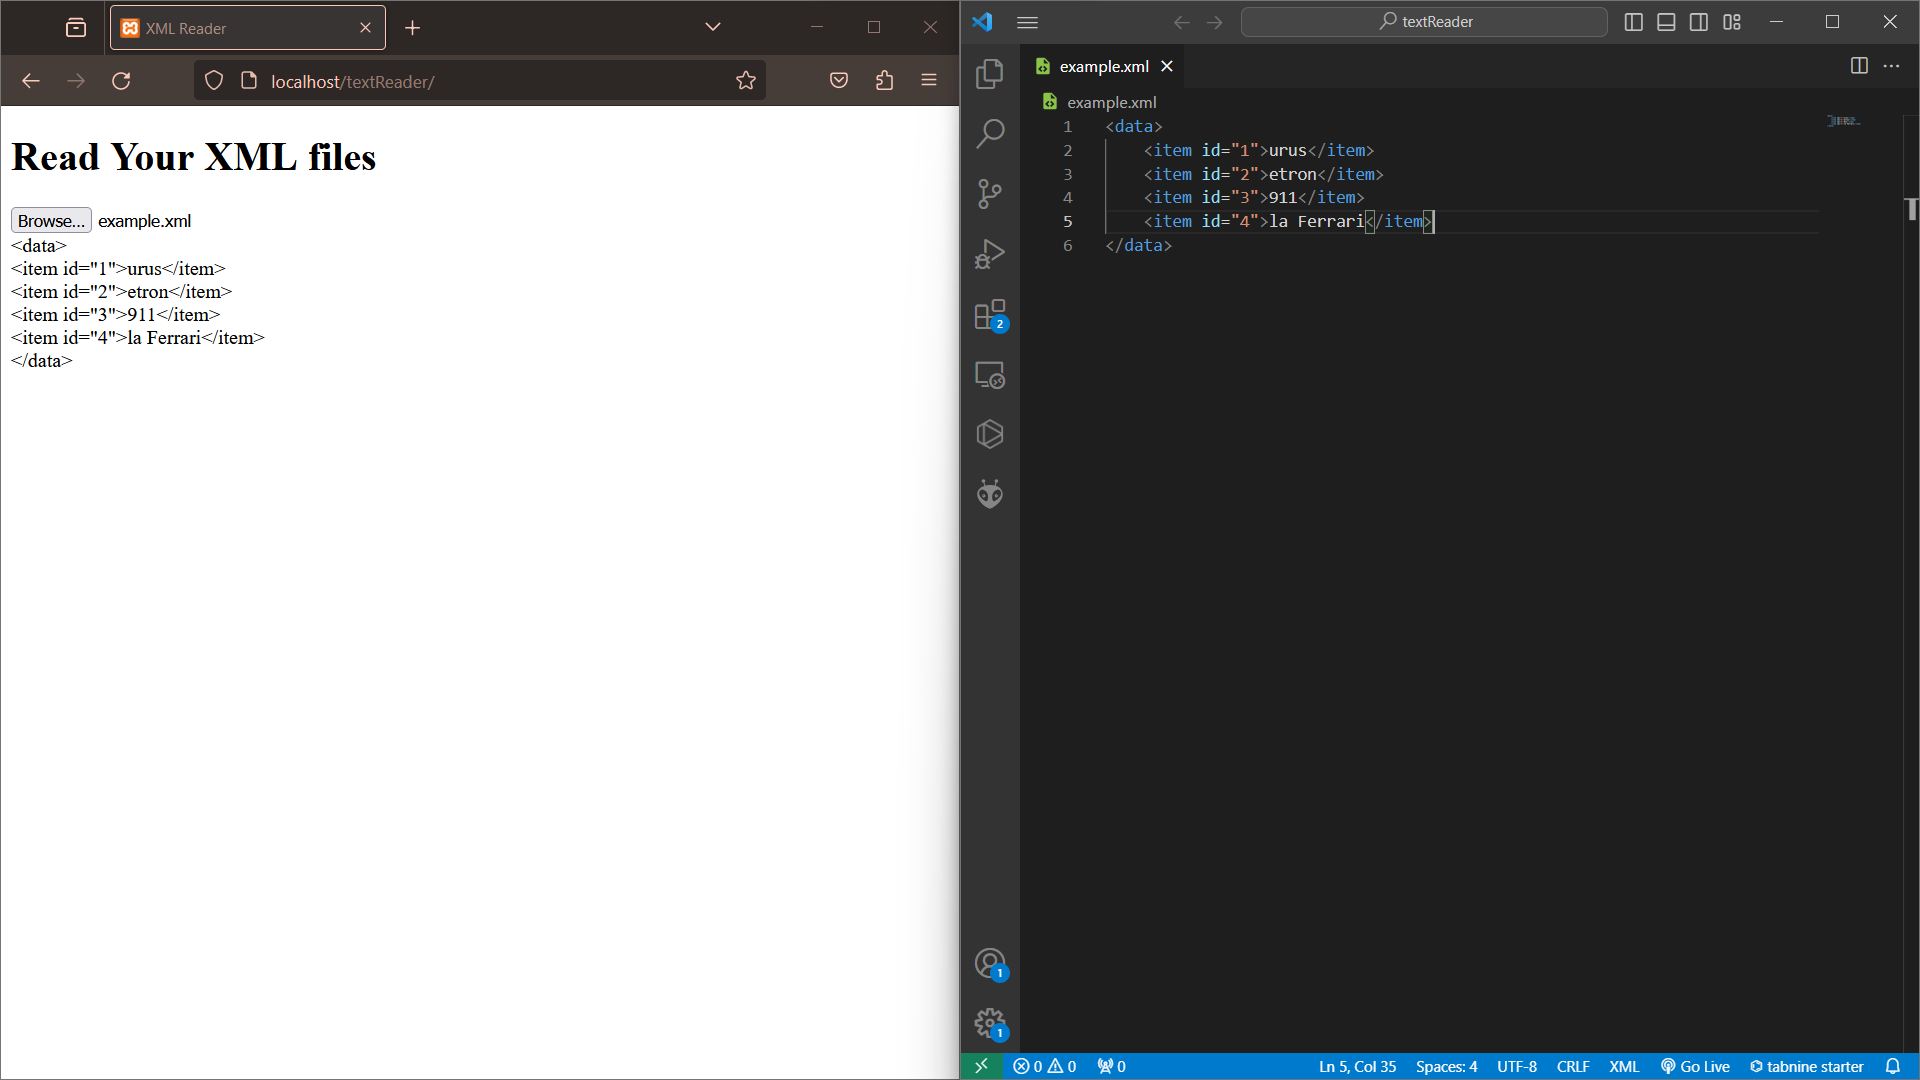 XML Reader
localhost/textReader/
Read Your XML files
Browse... example.xml
<data>
<item id="1">urus</item>
<item id="2">etron</item>
<item id="3">911</item>
<item id="4">la Ferrari</item>
</data>
textReader
example.xml
example.xml
1 <data>
2 <item id="1">urus</item>
3 <item id="2">etron</item>
4 <item id="3">911</item>
5 <item id="4">la Ferrari</item>
6 </data>
2
1
1
0 0 0 Ln 5, Col 35 Spaces: 4 UTF-8 CRLF XML Go Live tabnine starter